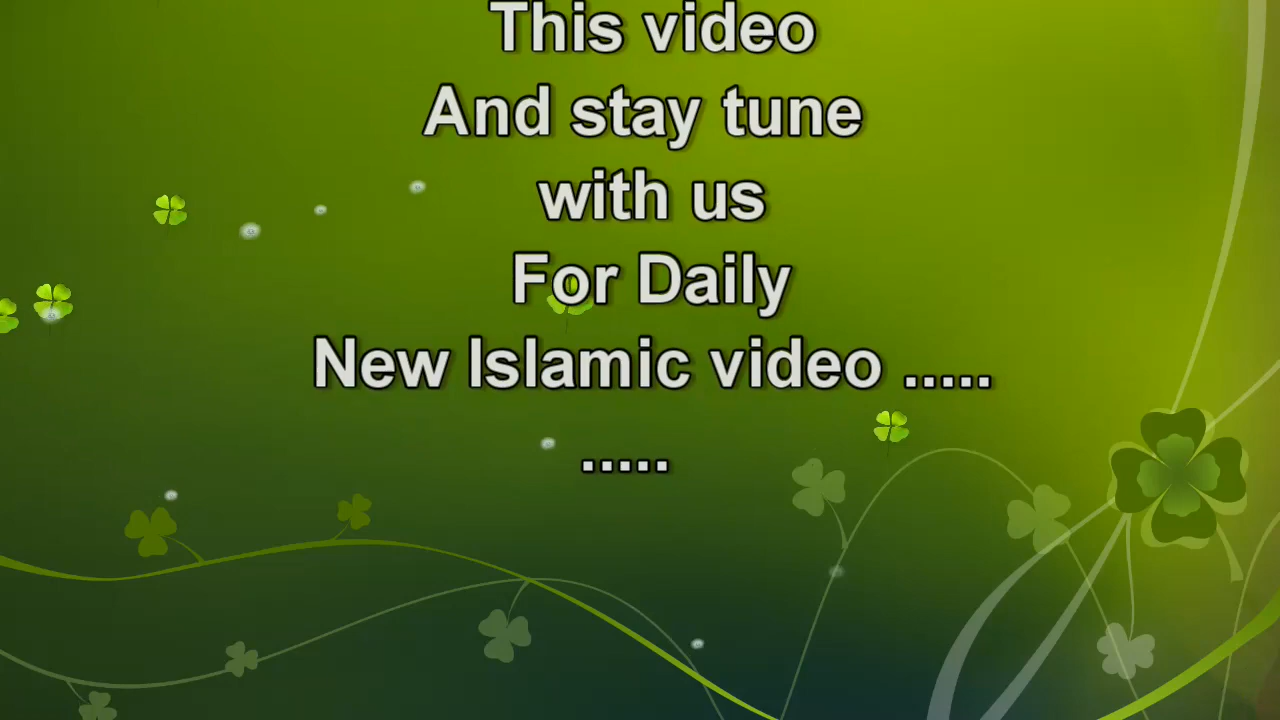 This video
And stay tune
with us
For Daily
New Islamic video .....
.....